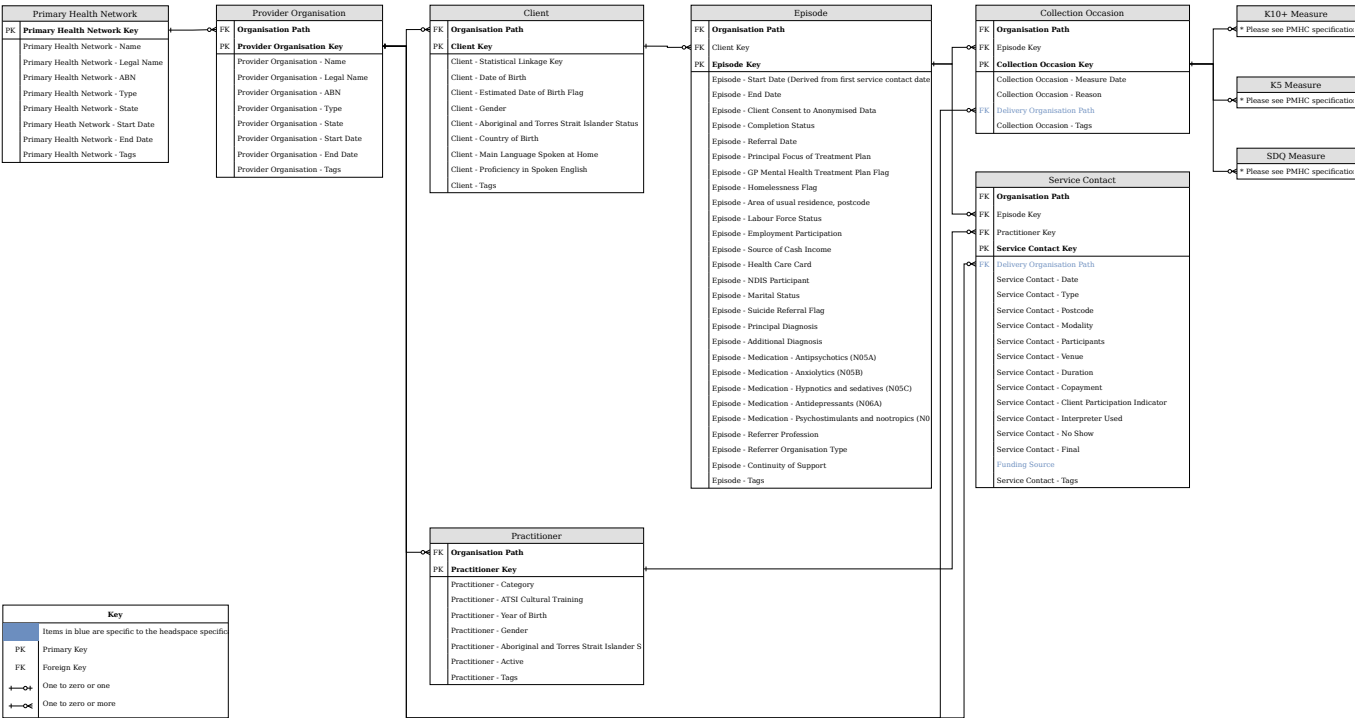 Primary Health Network
PK Primary Health Network Key
Primary Health Network - Name
Primary Health Network - Legal Name
Primary Health Network - ABN
Primary Health Network - Type
Primary Health Network - State
Primary Heath Network - Start Date
Primary Heath Network - End Date
Primary Health Network - Tags
Provider Organisation
FK Organisation Path
PK Provider Organisation Key
Provider Organisation - Name
Provider Organisation - Legal Name
Provider Organisation - ABN
Provider Organisation - Type
Provider Organisation - State
Provider Organisation - Start Date
Provider Organisation - End Date
Provider Organisation - Tags
Client
FK Organisation Path
PK Client Key
Client - Statistical Linkage Key
Client - Date of Birth
Client - Estimated Date of Birth Flag
Client - Gender
Client - Aboriginal and Torres Strait Islander Status
Client - Country of Birth
Client - Main Language Spoken at Home
Client - Proficiency in Spoken English
Client - Tags
Episode
FK Organisation Path
FK Client Key
PK Episode Key
Episode - Start Date (Derived from first service contact date
Episode - End Date
Episode - Client Consent to Anonymised Data
Episode - Completion Status
Episode - Referral Date
Episode - Principal Focus of Treatment Plan
Episode - GP Mental Health Treatment Plan Flag
Episode - Homelessness Flag
Episode - Area of usual residence, postcode
Episode - Labour Force Status
Episode - Employment Participation
Episode - Source of Cash Income
Episode - Health Care Card
Episode - NDIS Participant
Episode - Marital Status
Episode - Suicide Referral Flag
Episode - Principal Diagnosis
Episode - Additional Diagnosis
Episode - Medication - Antipsychotics (N05A)
Episode - Medication - Anxiolytics (N05B)
Episode - Medication - Hypnotics and sedatives (N05C)
Episode - Medication - Antidepressants (N06A)
Episode - Medication - Psychostimulants and nootropics (N0
Episode - Referrer Profession
Episode - Referrer Organisation Type
Episode - Continuity of Support
Episode - Tags
Collection Occasion
FK Organisation Path
FK Episode Key
PK Collection Occasion Key
Collection Occasion - Measure Date
Collection Occasion - Reason
FK Delivery Organisation Path
Collection Occasion - Tags
K10+ Measure
* Please see PMHC specification
K5 Measure
* Please see PMHC specification
SDQ Measure
* Please see PMHC specification
Service Contact
FK Organisation Path
FK Episode Key
FK Practitioner Key
PK Service Contact Key
FK Delivery Organisation Path
Service Contact - Date
Service Contact - Type
Service Contact - Postcode
Service Contact - Modality
Service Contact - Participants
Service Contact - Venue
Service Contact - Duration
Service Contact - Copayment
Service Contact - Client Participation Indicator
Service Contact - Interpreter Used
Service Contact - No Show
Service Contact - Final
Funding Source
Service Contact - Tags
Practitioner
FK Organisation Path
PK Practitioner Key
Practitioner - Category
Practitioner - ATSI Cultural Training
Practitioner - Year of Birth
Practitioner - Gender
Practitioner - Aboriginal and Torres Strait Islander S
Practitioner - Active
Practitioner - Tags
Key
Items in blue are specific to the headspace specific
PK Primary Key
FK Foreign Key
One to zero or one
One to zero or more